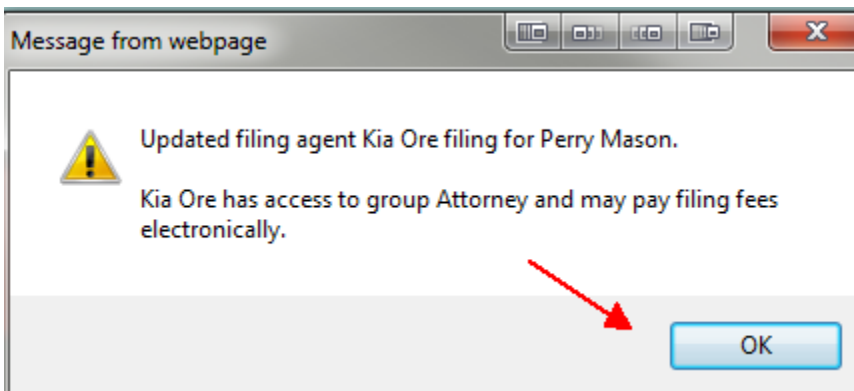 Message from webpage
Updated filing agent Kia Ore filing for Perry Mason.
Kia Ore has access to group Attorney and may pay filing fees
electronically.
OK